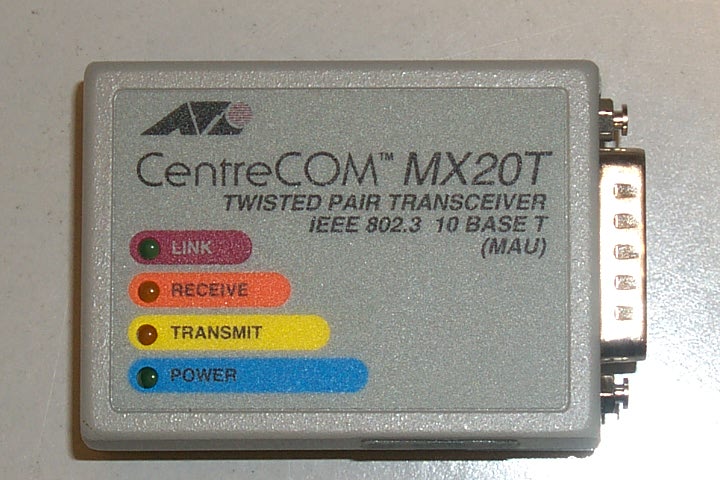 CentreCOM™ MX20T
TWISTED PAIR TRANSCEIVER
IEEE 802.3 10 BASE T
(MAU)
LINK
RECEIVE
TRANSMIT
POWER